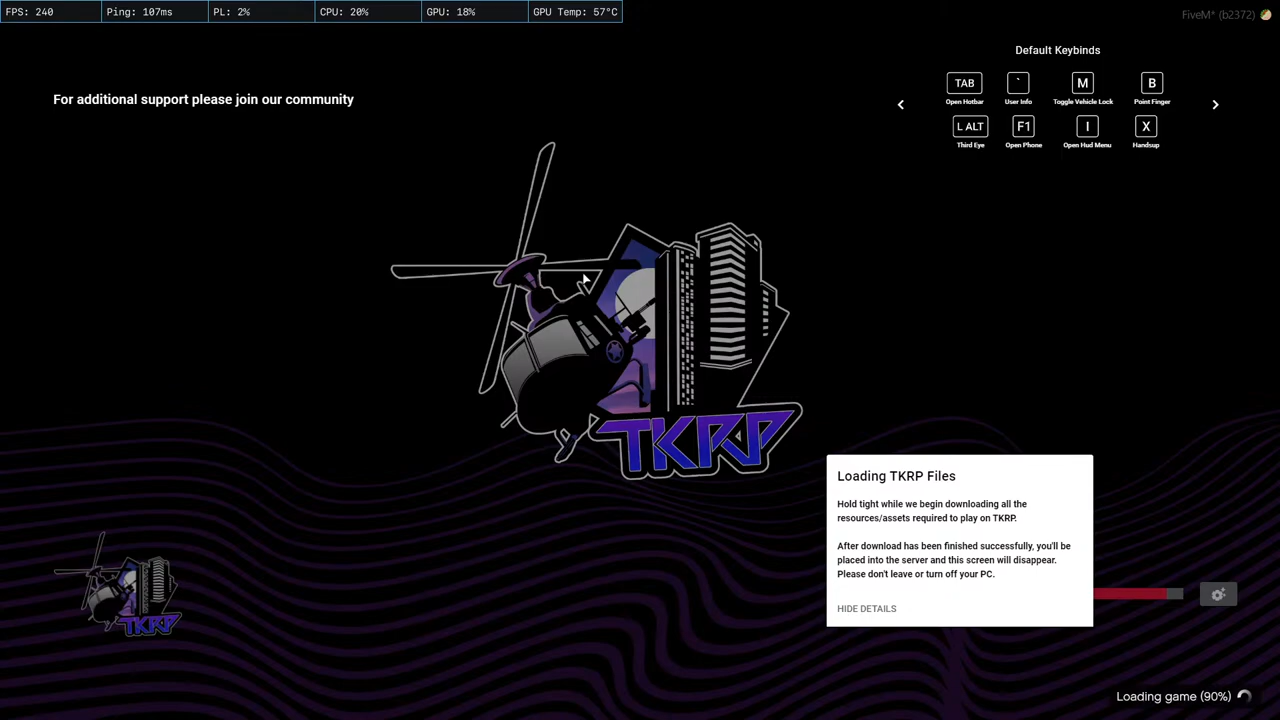 FPS: 240 Ping: 107ms PL: 2% CPU: 20% GPU: 18% GPU Temp: 57°C
FiveM* (b2372)
Default Keybinds
TAB ` M B
Open Hotbar User Info Toggle Vehicle Lock Point Finger
L ALT F1 I X
Third Eye Open Phone Open Hud Menu Handsup
For additional support please join our community
TKRP
Loading TKRP Files
Hold tight while we begin downloading all the
resources/assets required to play on TKRP.
After download has been finished successfully, you'll be
placed into the server and this screen will disappear.
Please don't leave or turn off your PC.
HIDE DETAILS
TKRP
Loading game (90%)